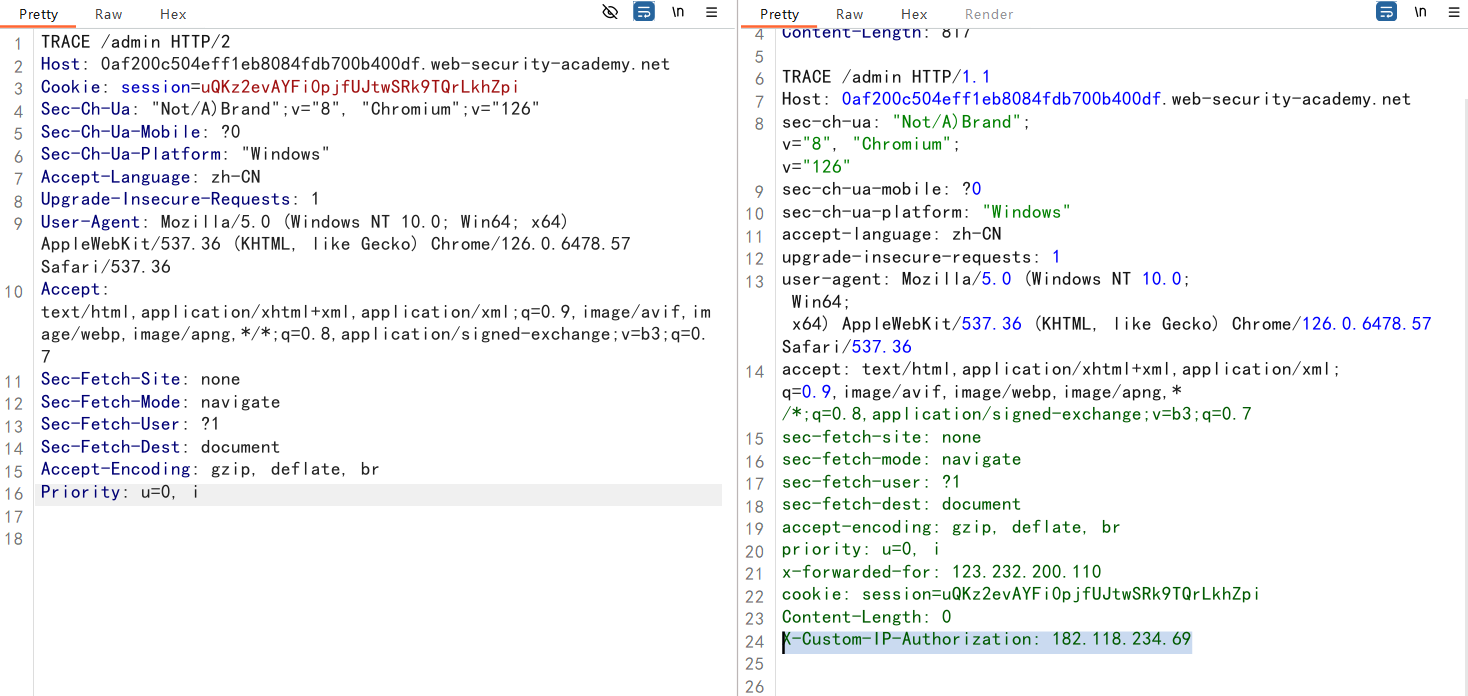 Pretty Raw Hex \n
1 TRACE /admin HTTP/2
2 Host: 0af200c504eff1eb8084fdb700b400df.web-security-academy.net
3 Cookie: session=uQKz2evAYFiOpjfUJtwSRk9TQrLkhZpi
4 Sec-Ch-Ua: "Not/A)Brand";v="8", "Chromium";v="126"
5 Sec-Ch-Ua-Mobile: ?0
6 Sec-Ch-Ua-Platform: "Windows"
7 Accept-Language: zh-CN
8 Upgrade-Insecure-Requests: 1
9 User-Agent: Mozilla/5.0 (Windows NT 10.0; Win64; x64)
AppleWebKit/537.36 (KHTML, like Gecko) Chrome/126.0.6478.57
Safari/537.36
10 Accept:
text/html,application/xhtml+xml,application/xml;q=0.9,image/avif,im
age/webp,image/apng,*/*;q=0.8,application/signed-exchange;v=b3;q=0.
7
11 Sec-Fetch-Site: none
12 Sec-Fetch-Mode: navigate
13 Sec-Fetch-User: ?1
14 Sec-Fetch-Dest: document
15 Accept-Encoding: gzip, deflate, br
16 Priority: u=0, i
17
18
Pretty Raw Hex Render \n
4 Content-Length: 817
5
6 TRACE /admin HTTP/1.1
7 Host: 0af200c504eff1eb8084fdb700b400df.web-security-academy.net
8 sec-ch-ua: "Not/A)Brand";
v="8", "Chromium";
v="126"
9 sec-ch-ua-mobile: ?0
10 sec-ch-ua-platform: "Windows"
11 accept-language: zh-CN
12 upgrade-insecure-requests: 1
13 user-agent: Mozilla/5.0 (Windows NT 10.0;
Win64;
x64) AppleWebKit/537.36 (KHTML, like Gecko) Chrome/126.0.6478.57
Safari/537.36
14 accept: text/html,application/xhtml+xml,application/xml;
q=0.9,image/avif,image/webp,image/apng,*
/*;q=0.8,application/signed-exchange;v=b3;q=0.7
15 sec-fetch-site: none
16 sec-fetch-mode: navigate
17 sec-fetch-user: ?1
18 sec-fetch-dest: document
19 accept-encoding: gzip, deflate, br
20 priority: u=0, i
21 x-forwarded-for: 123.232.200.110
22 cookie: session=uQKz2evAYFiOpjfUJtwSRk9TQrLkhZpi
23 Content-Length: 0
24 X-Custom-IP-Authorization: 182.118.234.69
25
26